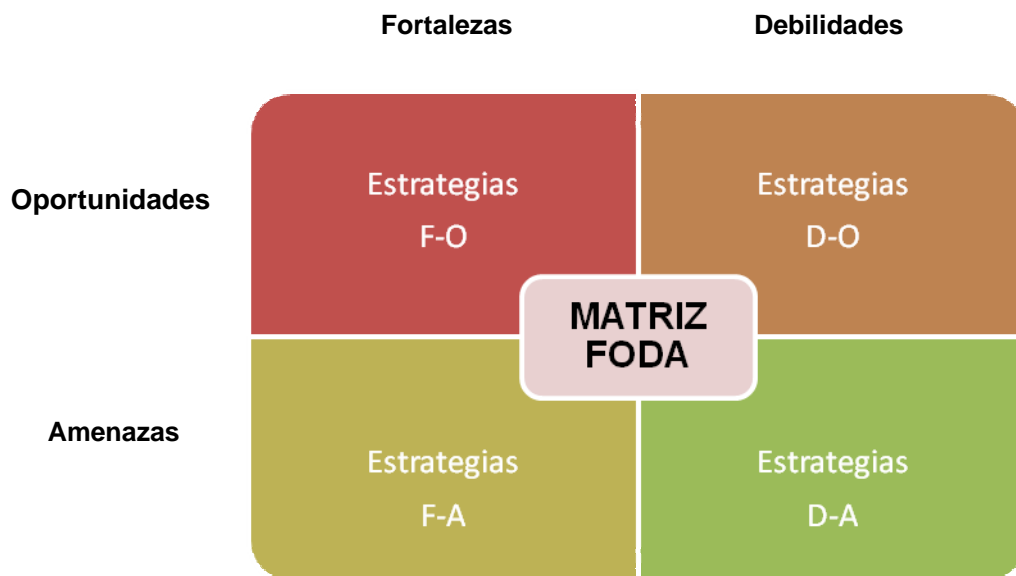 Fortalezas
Debilidades
Oportunidades
Estrategias
F-O
Estrategias
D-O
MATRIZ
FODA
Amenazas
Estrategias
F-A
Estrategias
D-A